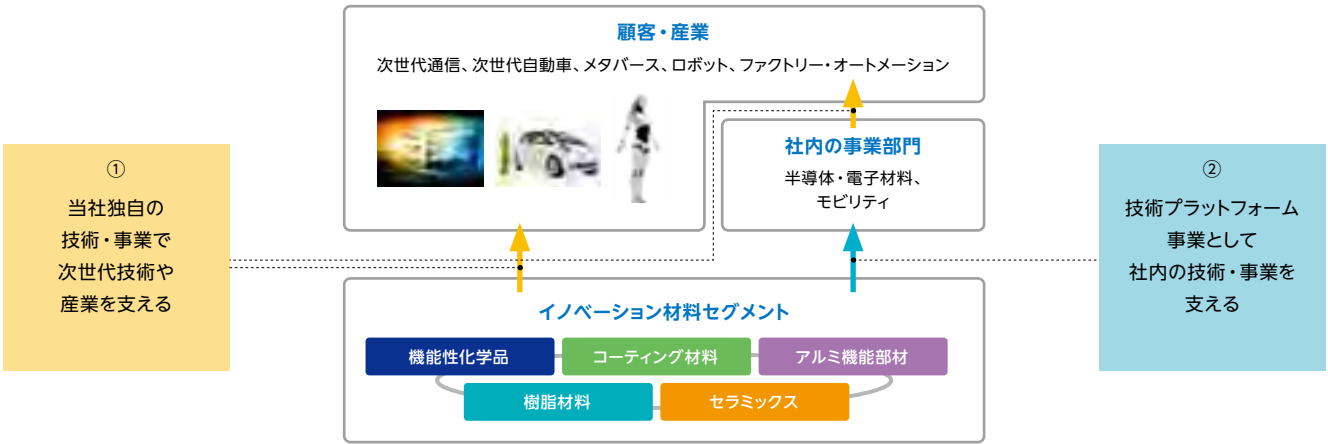 顧客・産業
次世代通信、次世代自動車、メタバース、ロボット、ファクトリー・オートメーション
社内の事業部門
半導体・電子材料、
モビリティ
①
当社独自の
技術・事業で
次世代技術や
産業を支える
②
技術プラットフォーム
事業として
社内の技術・事業を
支える
イノベーション材料セグメント
機能性化学品
コーティング材料
アルミ機能部材
樹脂材料
セラミックス